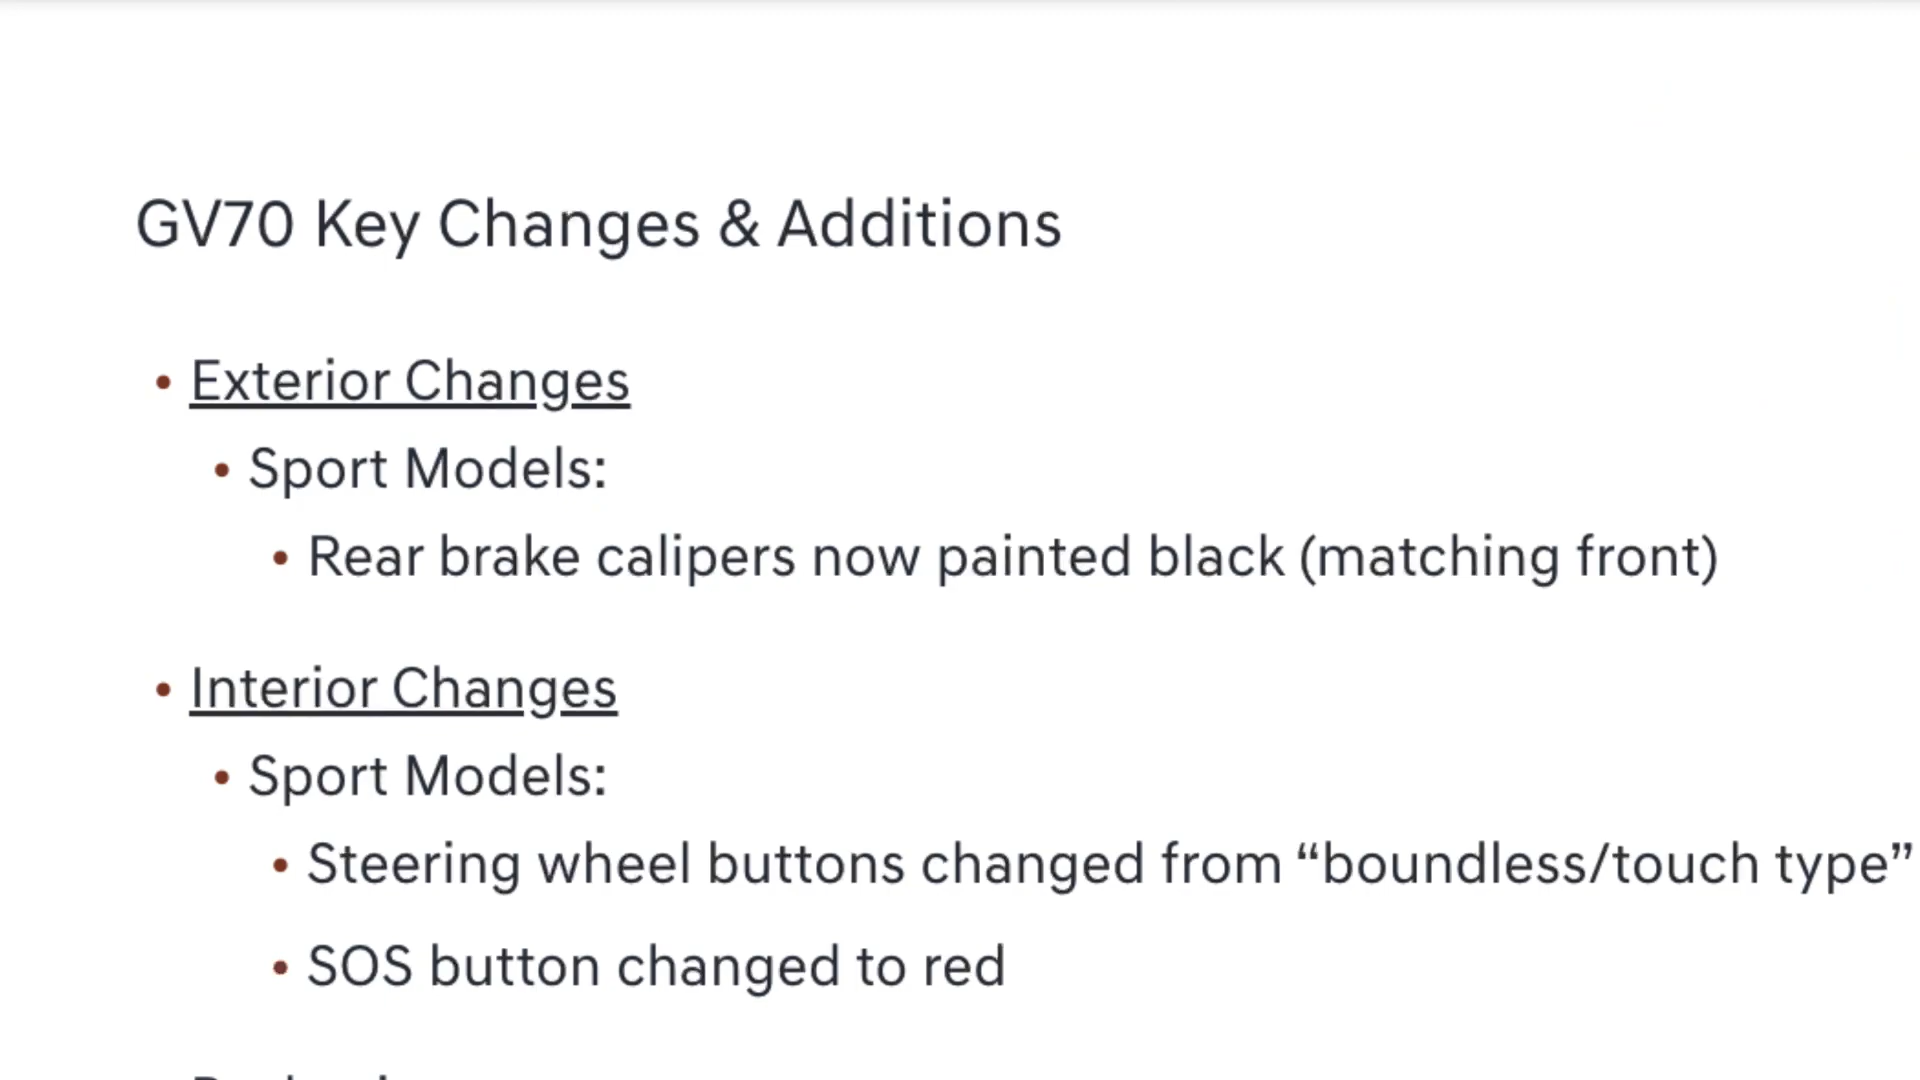 GV70 Key Changes & Additions
• Exterior Changes
• Sport Models:
• Rear brake calipers now painted black (matching front)
• Interior Changes
• Sport Models:
• Steering wheel buttons changed from “boundless/touch type”
• SOS button changed to red